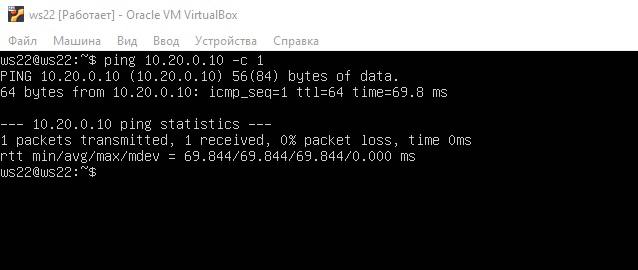 ws22 [Работает] - Oracle VM VirtualBox
Файл Машина Вид Ввод Устройства Справка
ws22@ws22:~$ ping 10.20.0.10 -c 1
PING 10.20.0.10 (10.20.0.10) 56(84) bytes of data.
64 bytes from 10.20.0.10: icmp_seq=1 ttl=64 time=69.8 ms
--- 10.20.0.10 ping statistics ---
1 packets transmitted, 1 received, 0% packet loss, time 0ms
rtt min/avg/max/mdev = 69.844/69.844/69.844/0.000 ms
ws22@ws22:~$